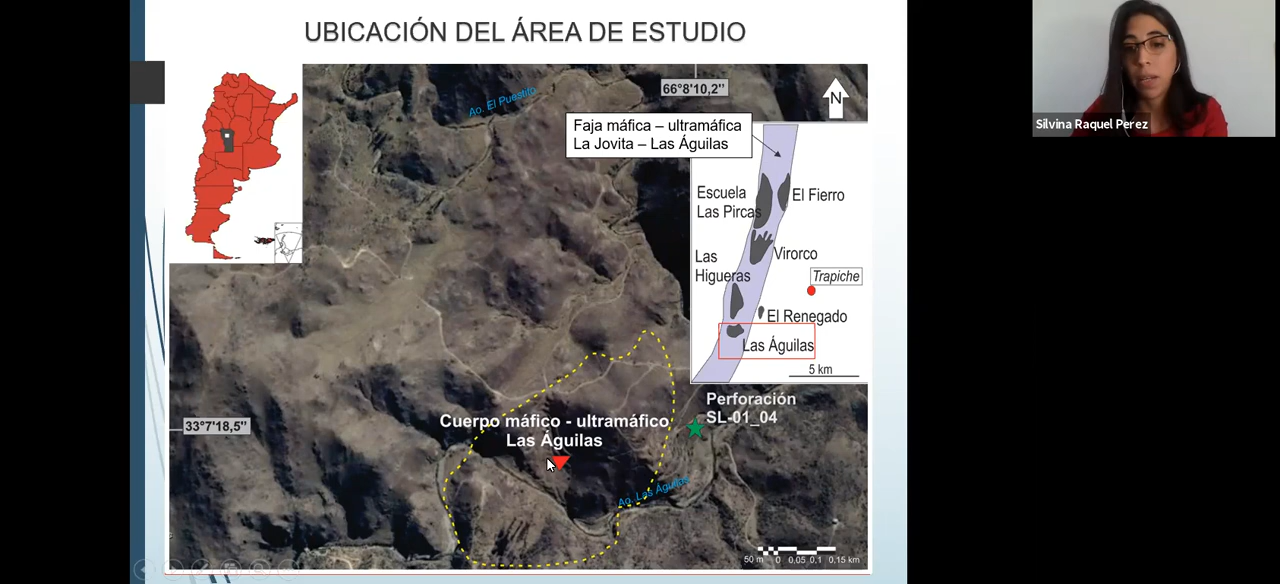 UBICACIÓN DEL ÁREA DE ESTUDIO
Silvina Raquel Perez
66°8'10,2''
Ao. El Puestito
N
Faja máfica – ultramáfica
La Jovita – Las Águilas
Escuela
Las Pircas
El Fierro
Virorco
Las
Higueras
Trapiche
El Renegado
Las Águilas
5 km
Perforación
SL-01_04
33°7'18,5''
Cuerpo máfico - ultramáfico
Las Águilas
Ao. Las Águilas
50 m 0 0,05 0,1 0,15 km